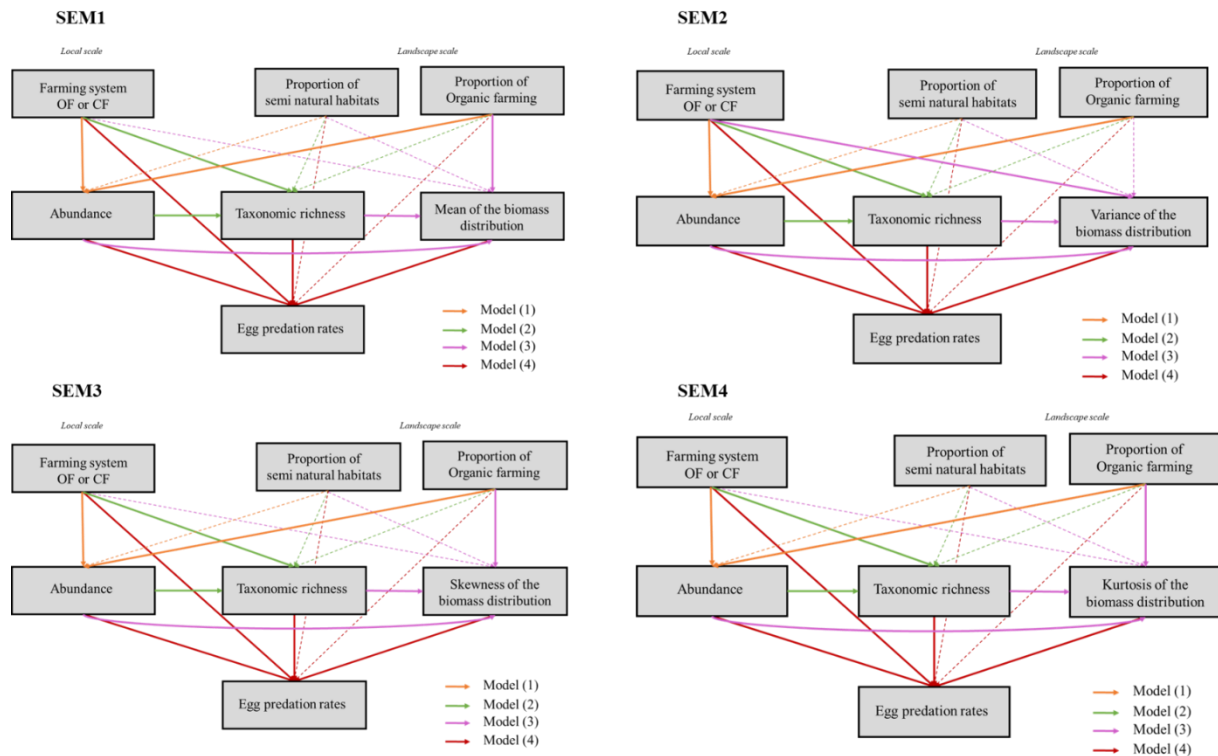 SEM1
Local scale
Landscape scale
Farming system
OF or CF
Proportion of
semi natural habitats
Proportion of
Organic farming
Abundance
Taxonomic richness
Mean of the biomass
distribution
Egg predation rates
Model (1)
Model (2)
Model (3)
Model (4)
SEM2
Local scale
Landscape scale
Farming system
OF or CF
Proportion of
semi natural habitats
Proportion of
Organic farming
Abundance
Taxonomic richness
Variance of the
biomass distribution
Egg predation rates
Model (1)
Model (2)
Model (3)
Model (4)
SEM3
Local scale
Landscape scale
Farming system
OF or CF
Proportion of
semi natural habitats
Proportion of
Organic farming
Abundance
Taxonomic richness
Skewness of the
biomass distribution
Egg predation rates
Model (1)
Model (2)
Model (3)
Model (4)
SEM4
Local scale
Landscape scale
Farming system
OF or CF
Proportion of
semi natural habitats
Proportion of
Organic farming
Abundance
Taxonomic richness
Kurtosis of the
biomass distribution
Egg predation rates
Model (1)
Model (2)
Model (3)
Model (4)